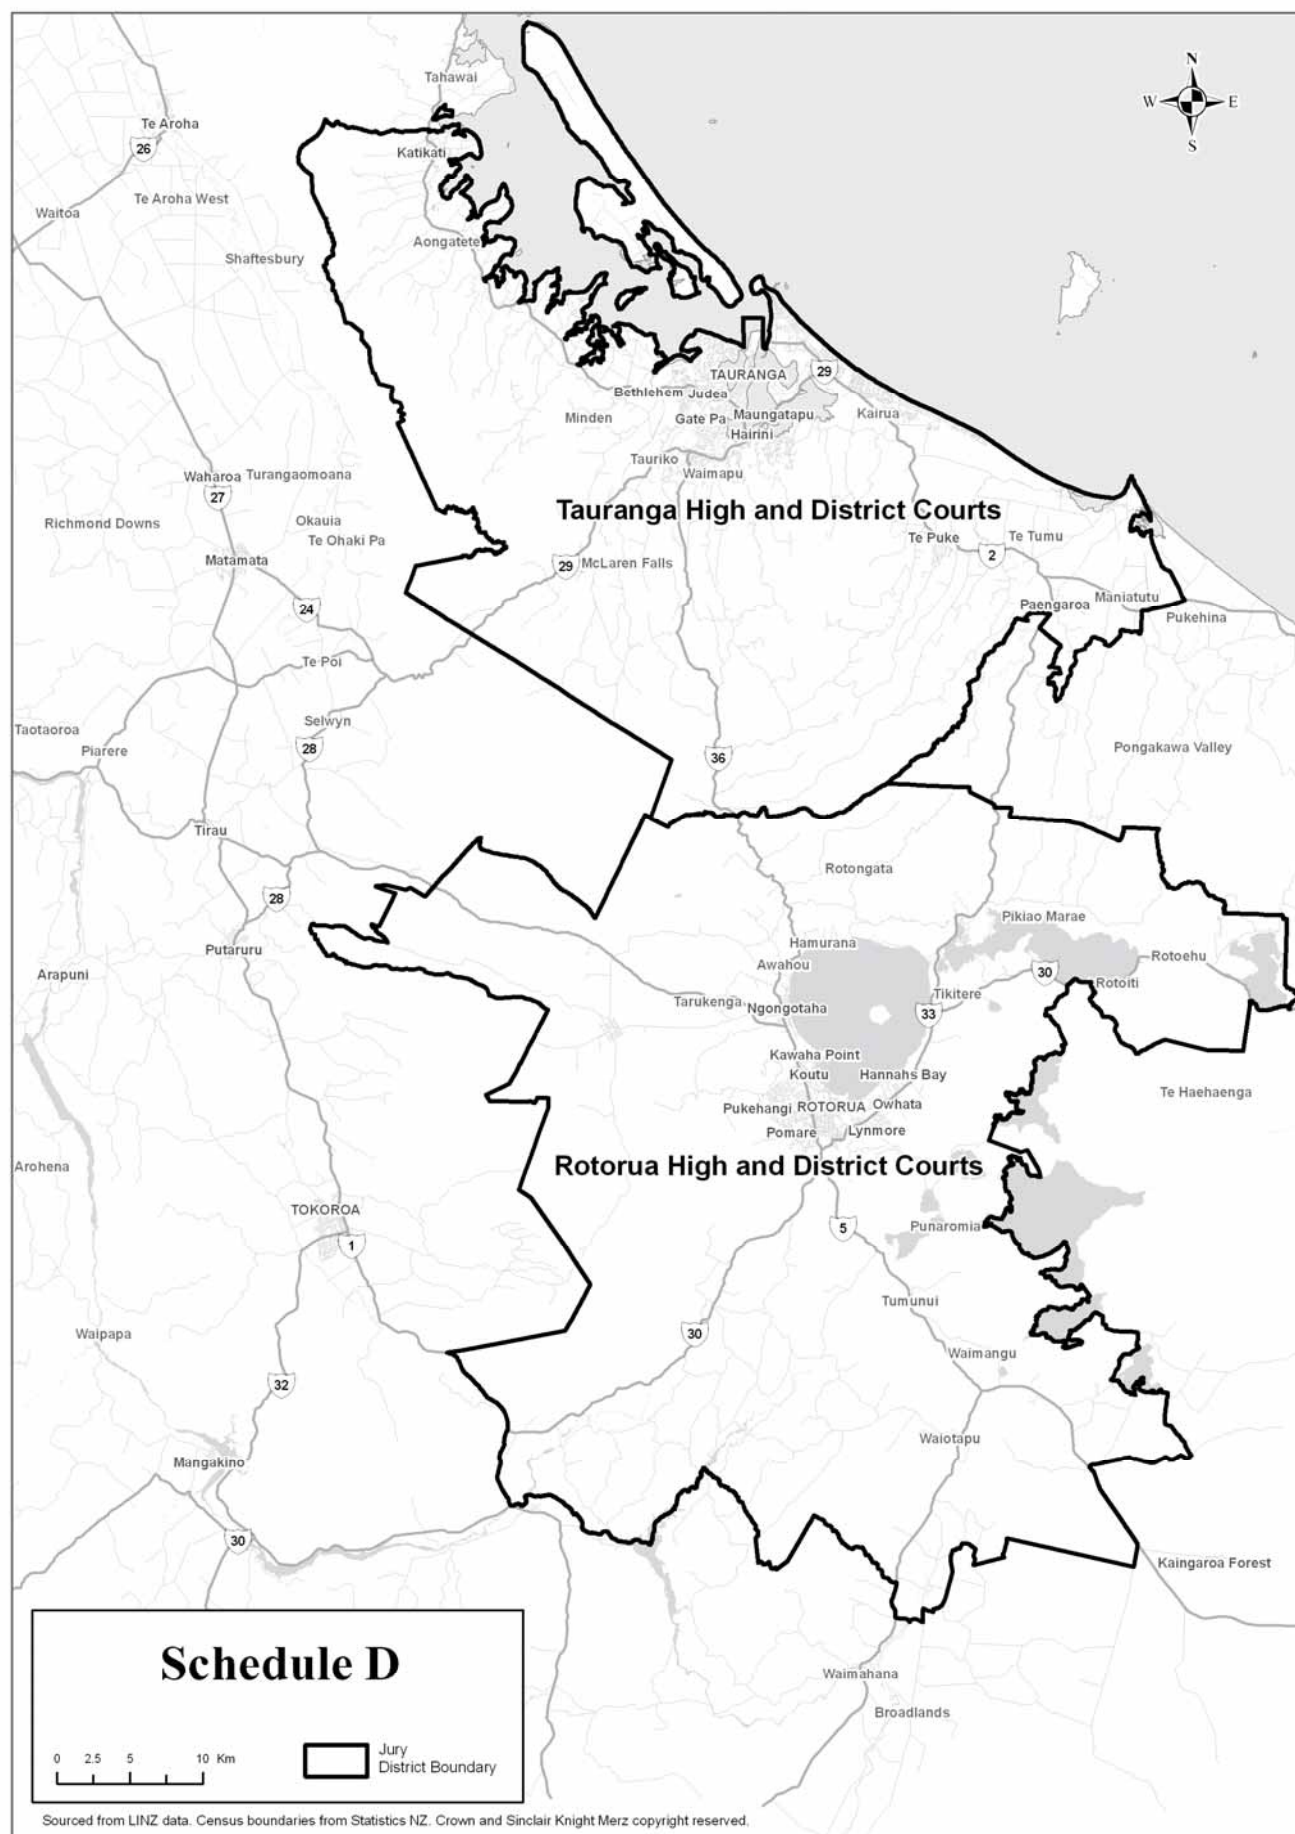 N
W E
S
Tahawai
Te Aroha
26
Katikati
Te Aroha West
Waitoa
Aongatete
Shaftesbury
TAURANGA
29
Bethlehem Judea
Minden
Gate Pa Maungatapu
Kairua
Hairini
Tauriko
Waimapu
Waharoa Turangaomoana
27
Tauranga High and District Courts
Richmond Downs
Okauia
Te Ohaki Pa
Te Puke
Te Tumu
2
Matamata
29
McLaren Falls
24
Paengaroa
Maniatutu
Pukehina
Te Poi
Selwyn
Taotaoroa
28
Piarere
36
Pongakawa Valley
Tirau
Rotongata
28
Pikiao Marae
Putaruru
Hamurana
Rotoehu
Awahou
Arapuni
30
Rotoiti
Tarukenga Ngongotaha
Tikitere
33
Kawaha Point
Koutu
Hannahs Bay
Te Haehaenga
Pukehangi ROTORUA Owhata
Pomare
Lynmore
Arohena
Rotorua High and District Courts
TOKOROA
1
5
Punaromia
Tumunui
Waipapa
30
Waimangu
32
Waiotapu
Mangakino
30
Kaingaroa Forest
Schedule D
Waimahana
Broadlands
0 2.5 5 10 Km
Jury
District Boundary
Sourced from LINZ data. Census boundaries from Statistics NZ. Crown and Sinclair Knight Merz copyright reserved.